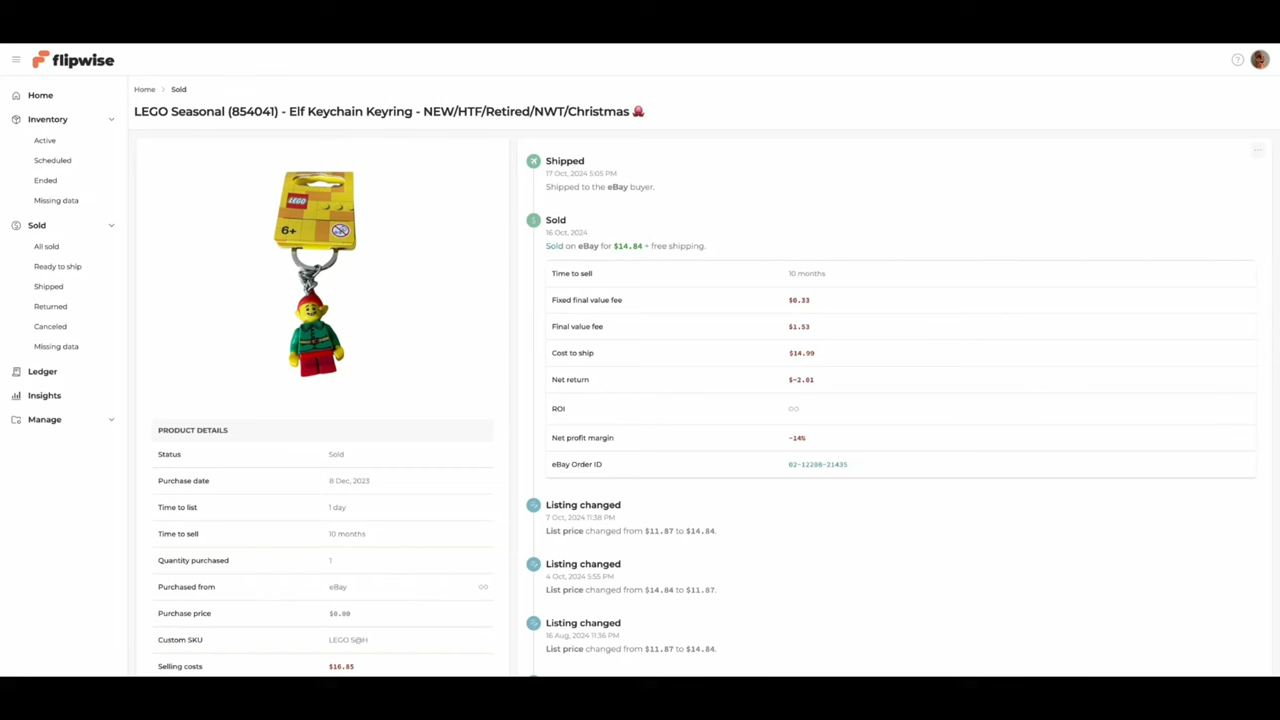 flipwise
Home
Inventory
Active
Scheduled
Ended
Missing data
Sold
All sold
Ready to ship
Shipped
Returned
Canceled
Missing data
Ledger
Insights
Manage
Home > Sold
LEGO Seasonal (854041) - Elf Keychain Keyring - NEW/HTF/Retired/NWT/Christmas
LEGO
6+
PRODUCT DETAILS
Status Sold
Purchase date 8 Dec, 2023
Time to list 1 day
Time to sell 10 months
Quantity purchased 1
Purchased from eBay
Purchase price $0.00
Custom SKU LEGO S@H
Selling costs $16.85
Shipped
17 Oct, 2024 5:05 PM
Shipped to the eBay buyer.
Sold
16 Oct, 2024
Sold on eBay for $14.84 + free shipping.
Time to sell 10 months
Fixed final value fee $0.33
Final value fee $1.53
Cost to ship $14.99
Net return $-2.01
ROI
Net profit margin -14%
eBay Order ID 02-12208-21435
Listing changed
7 Oct, 2024 11:38 PM
List price changed from $11.87 to $14.84.
Listing changed
4 Oct, 2024 5:55 PM
List price changed from $14.84 to $11.87.
Listing changed
16 Aug, 2024 11:36 PM
List price changed from $11.87 to $14.84.